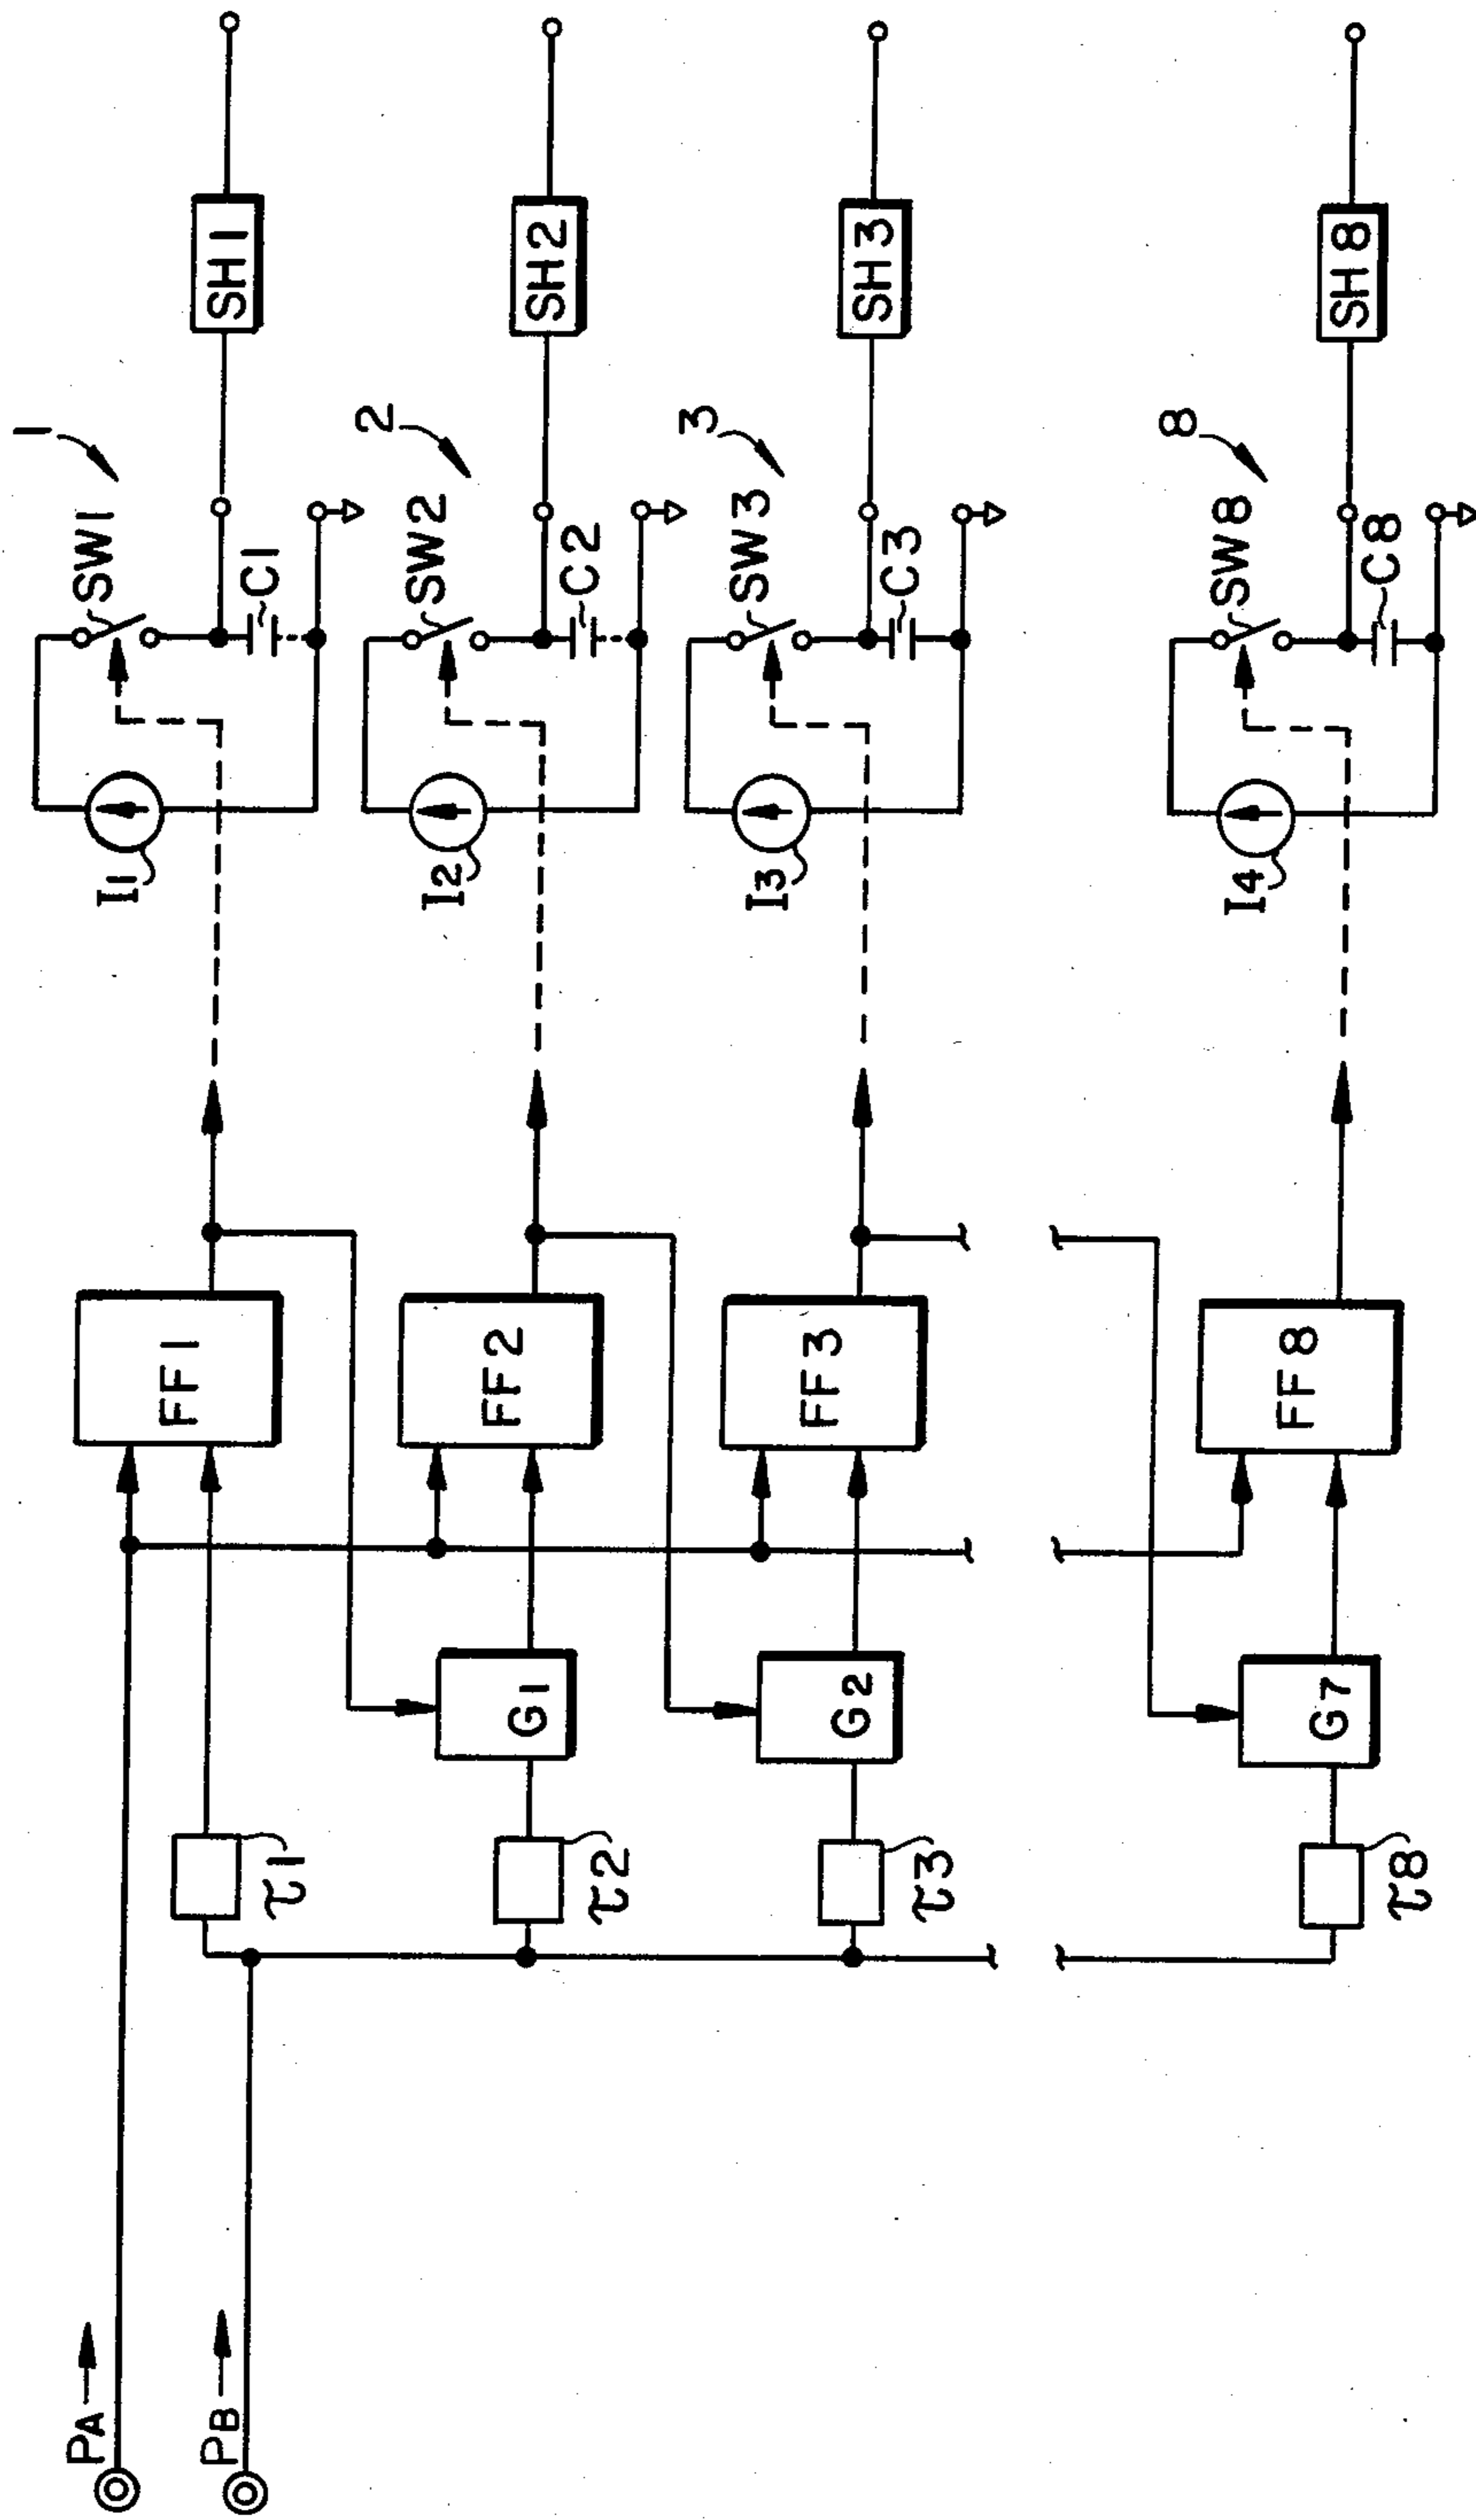 PA
PB
τ1
FF1
I1
SW1
C1
1
SH1
τ2
G1
FF2
I2
SW2
C2
2
SH2
τ3
G2
FF3
I3
SW3
C3
3
SH3
τ8
G7
FF8
I4
SW8
C8
8
SH8